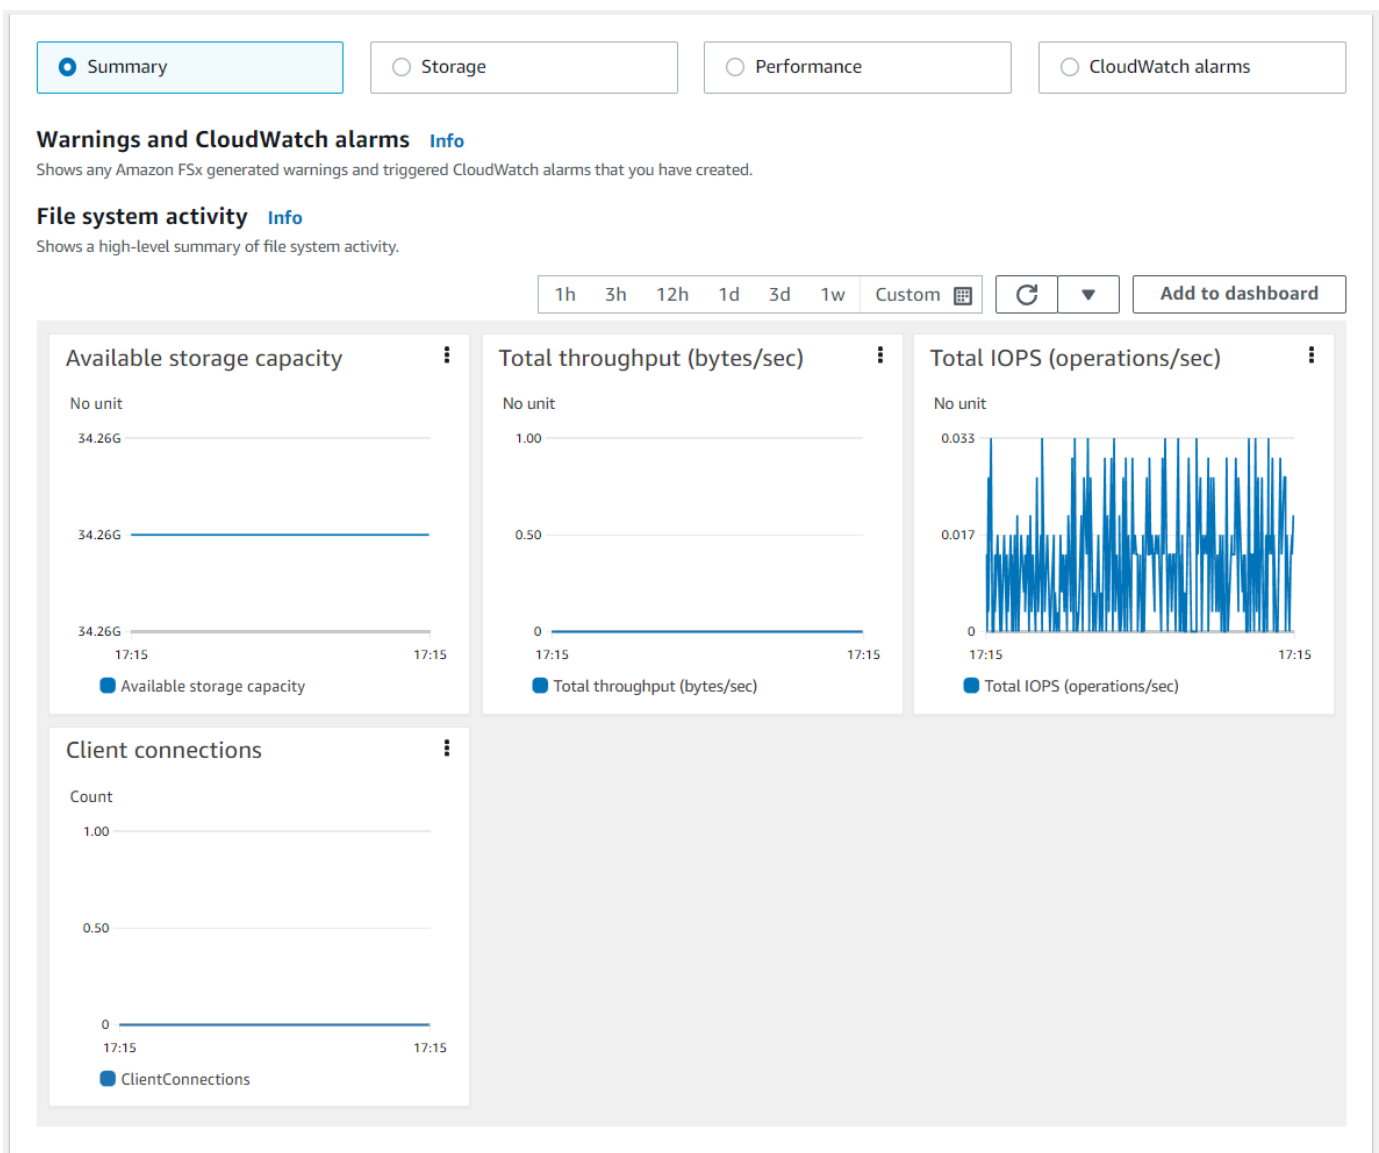 Summary
Storage
Performance
CloudWatch alarms
Warnings and CloudWatch alarms Info
Shows any Amazon FSx generated warnings and triggered CloudWatch alarms that you have created.
File system activity Info
Shows a high-level summary of file system activity.
1h 3h 12h 1d 3d 1w Custom
Add to dashboard
Available storage capacity
No unit
34.26G
34.26G
34.26G
17:15 17:15
Available storage capacity
Total throughput (bytes/sec)
No unit
1.00
0.50
0
17:15 17:15
Total throughput (bytes/sec)
Total IOPS (operations/sec)
No unit
0.033
0.017
0
17:15 17:15
Total IOPS (operations/sec)
Client connections
Count
1.00
0.50
0
17:15 17:15
ClientConnections